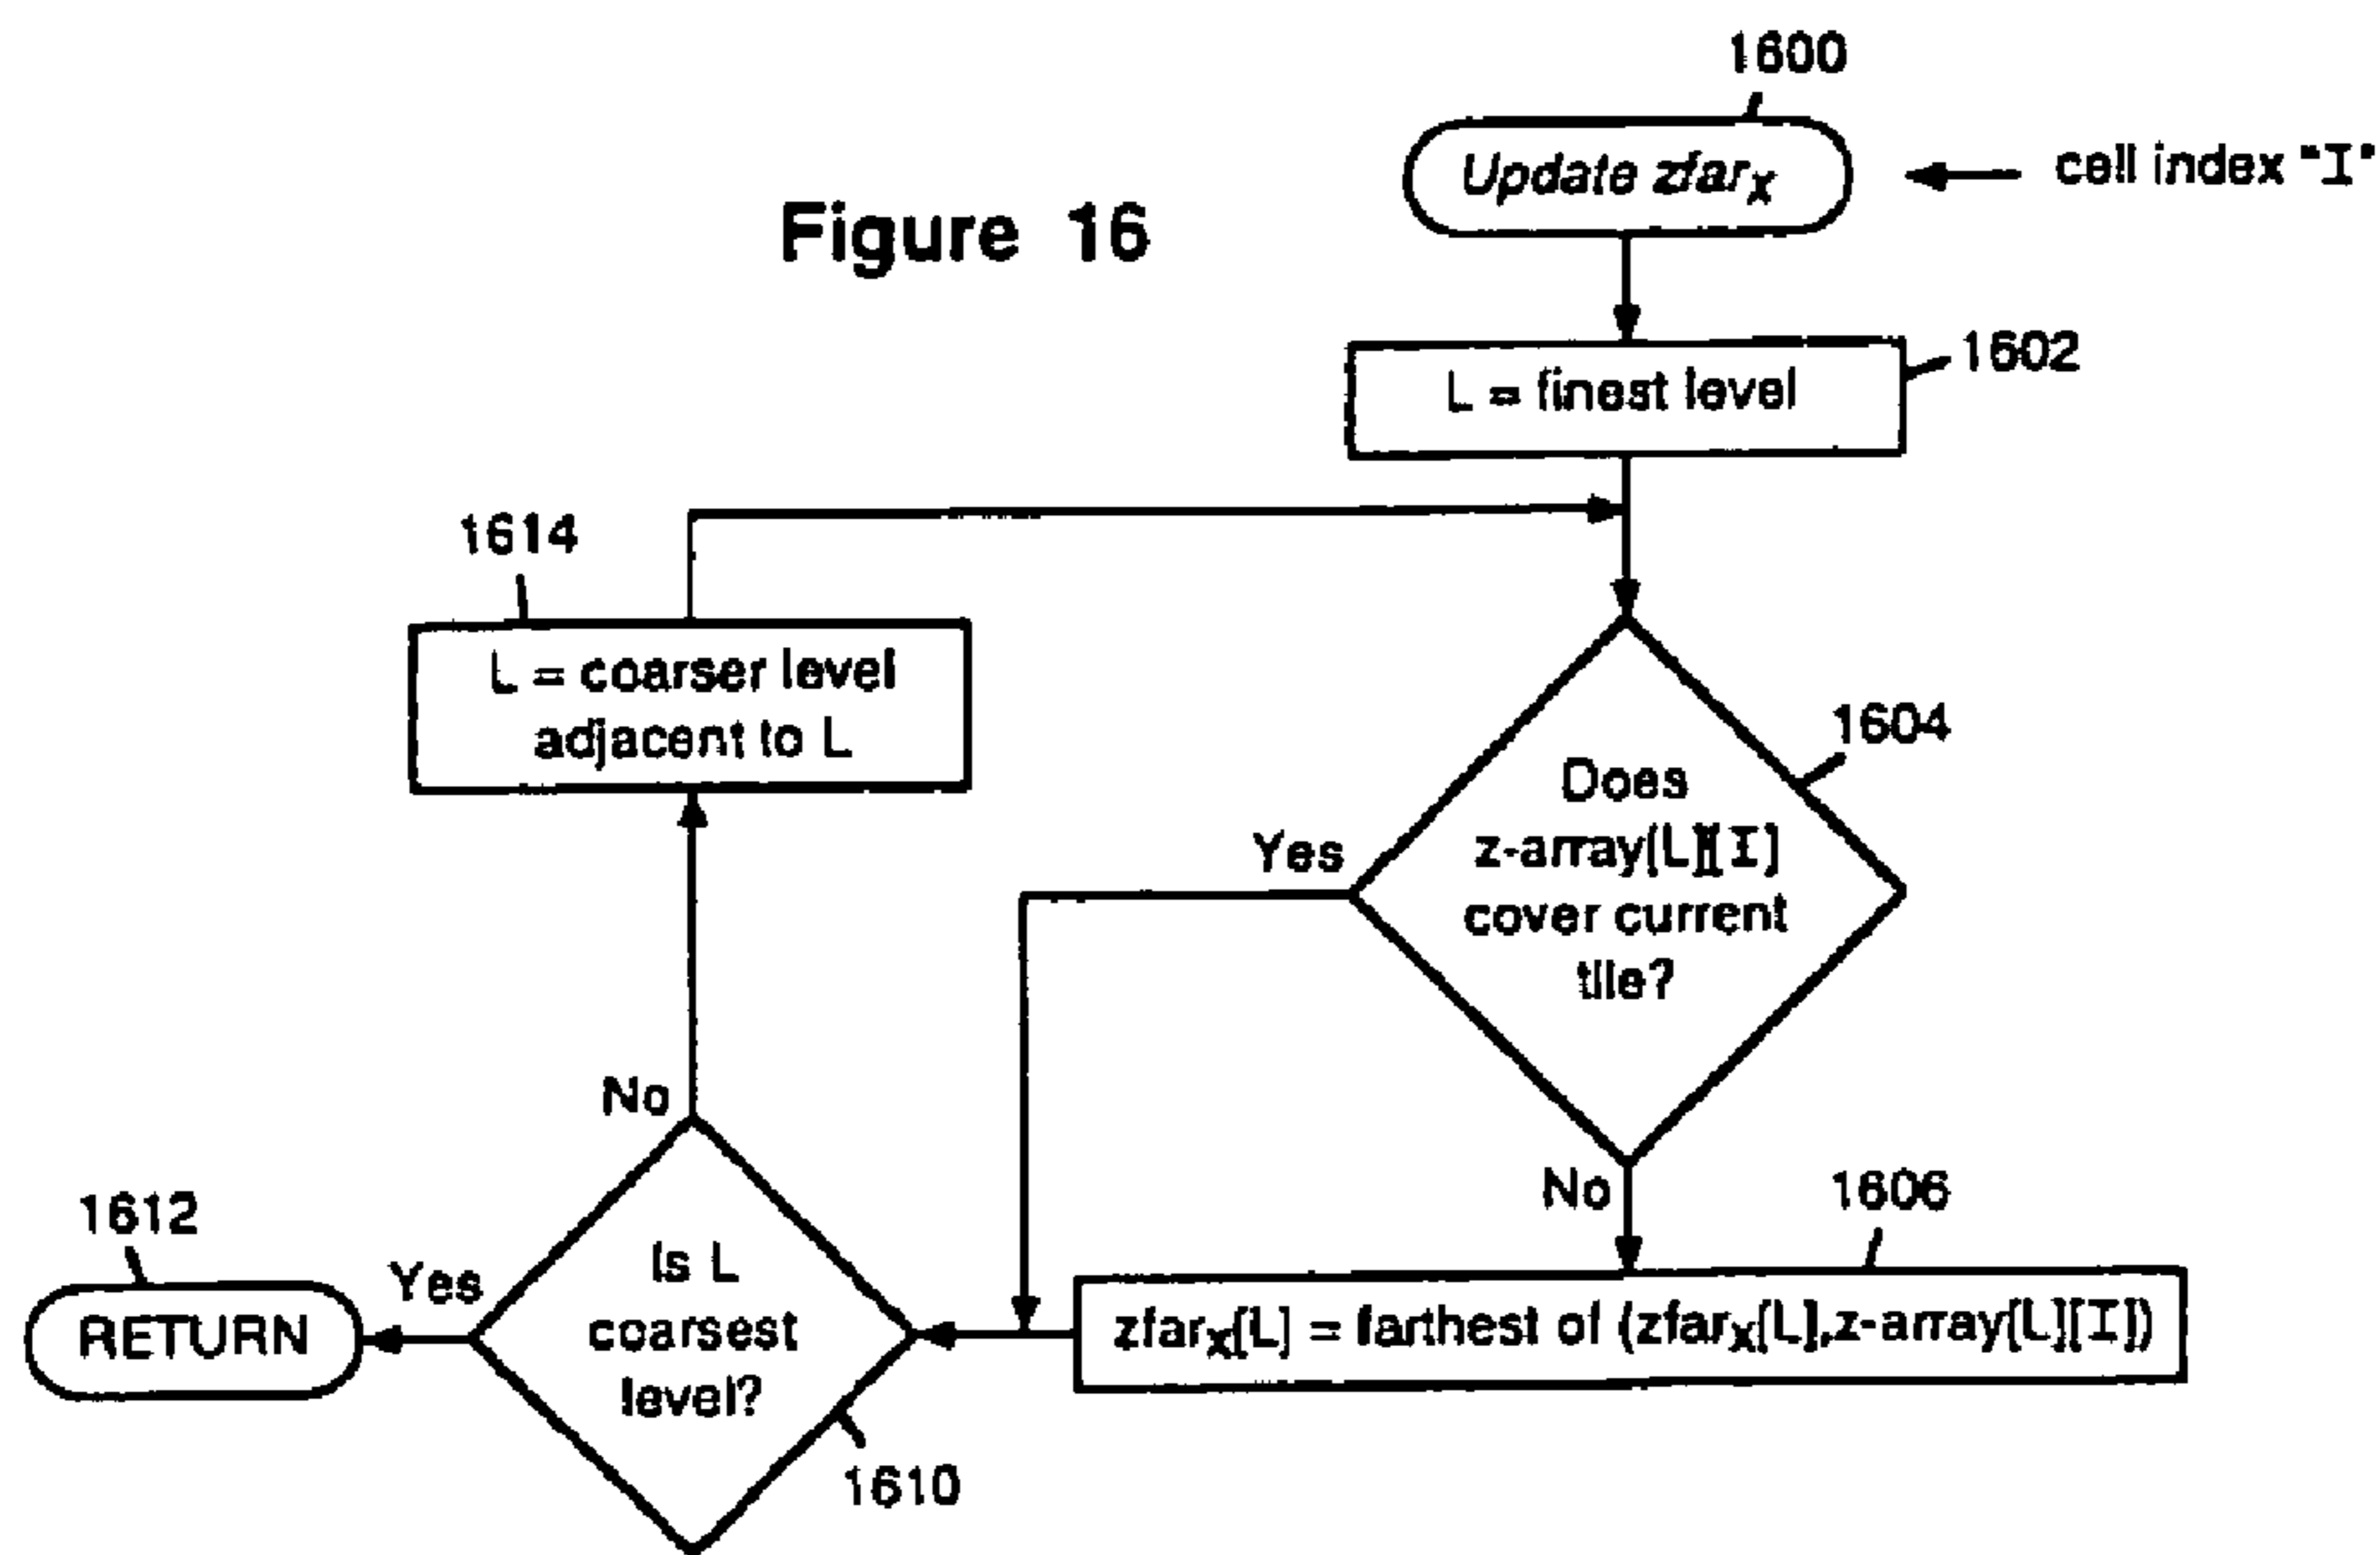 1600
Update zfarx
cell index "I"
Figure 16
L = finest level
1602
1614
L = coarser level
adjacent to L
1604
Does
z-array[L][I]
cover current
tile?
Yes
No
No
1606
1612
Yes
Is L
coarsest
level?
RETURN
zfarx[L] = farthest of (zfarx[L],z-array[L][I])
1610